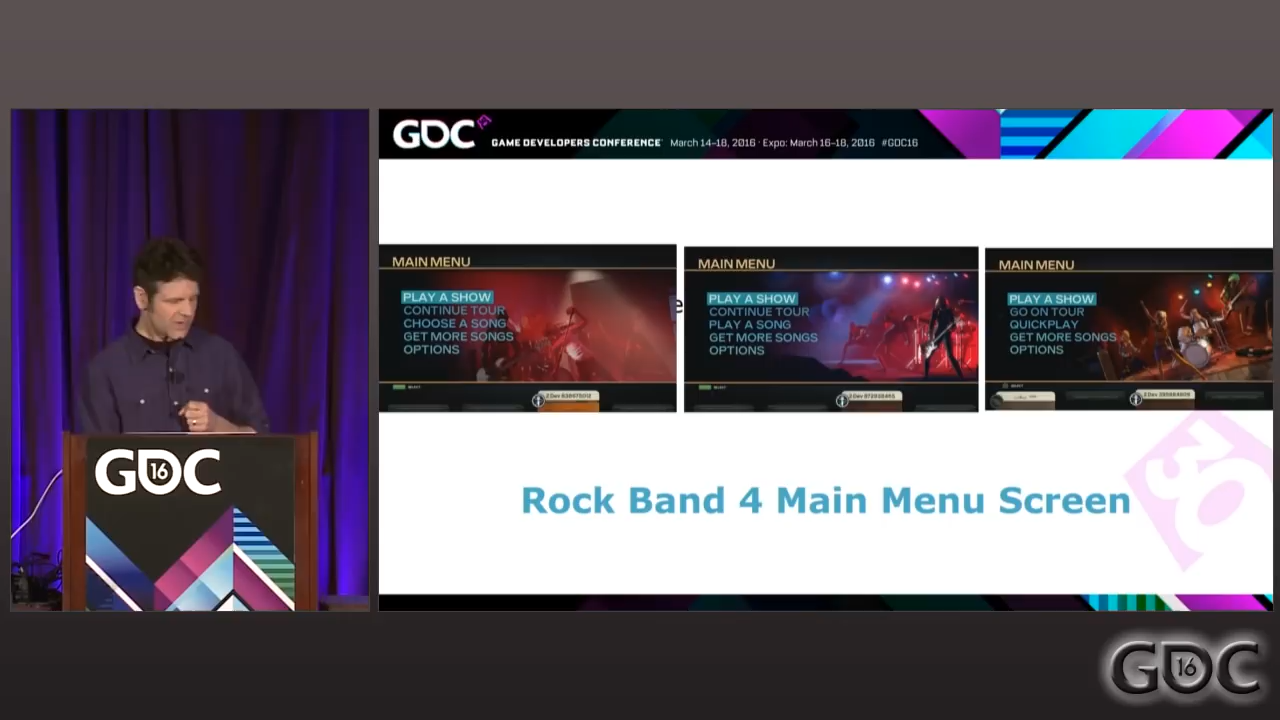 GDC
GAME DEVELOPERS CONFERENCE March 14-18, 2016 · Expo: March 16-18, 2016 #GDC16
MAIN MENU
PLAY A SHOW
CONTINUE TOUR
CHOOSE A SONG
GET MORE SONGS
OPTIONS
MAIN MENU
PLAY A SHOW
CONTINUE TOUR
PLAY A SONG
GET MORE SONGS
OPTIONS
MAIN MENU
PLAY A SHOW
GO ON TOUR
QUICKPLAY
GET MORE SONGS
OPTIONS
e
Rock Band 4 Main Menu Screen
GDC 16
GDC 16